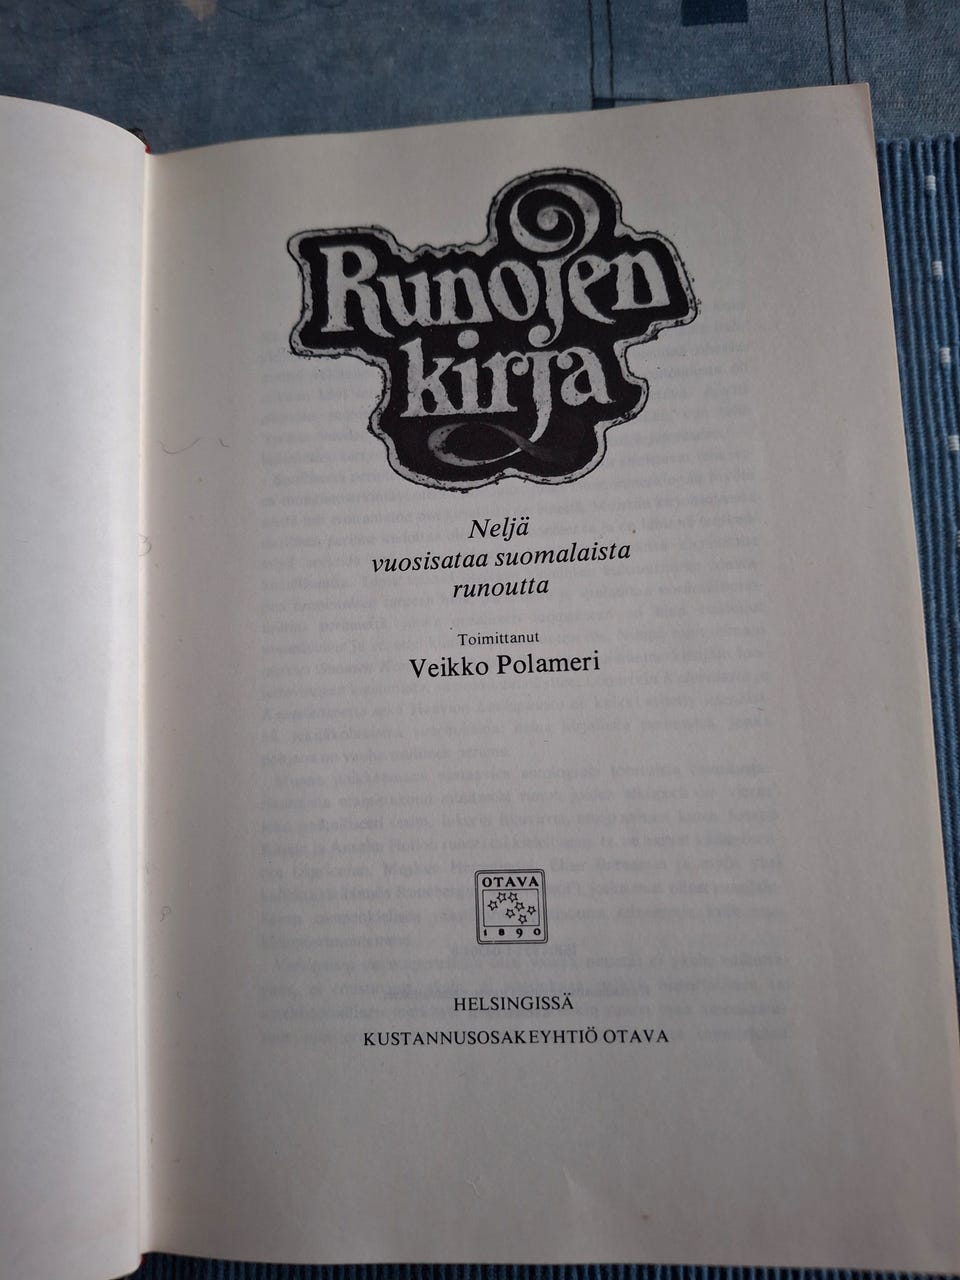 Runojen
kirja
Neljä
vuosisataa suomalaista
runoutta
Toimittanut
Veikko Polameri
OTAVA
1890
HELSINGISSÄ
KUSTANNUSOSAKEYHTIÖ OTAVA